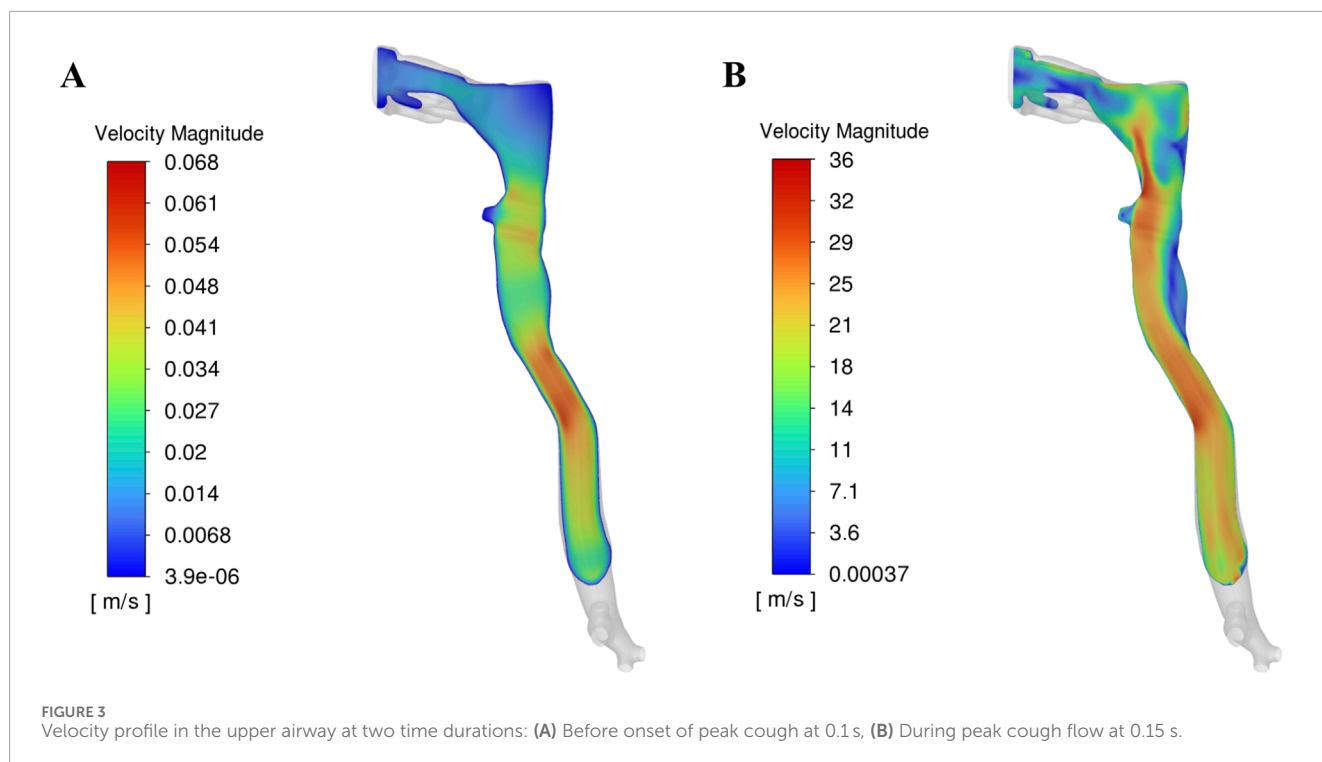 A
Velocity Magnitude
0.068
0.061
0.054
0.048
0.041
0.034
0.027
0.02
0.014
0.0068
3.9e-06
[ m/s ]
B
Velocity Magnitude
36
32
29
25
21
18
14
11
7.1
3.6
0.00037
[ m/s ]
FIGURE 3
Velocity profile in the upper airway at two time durations: (A) Before onset of peak cough at 0.1 s, (B) During peak cough flow at 0.15 s.